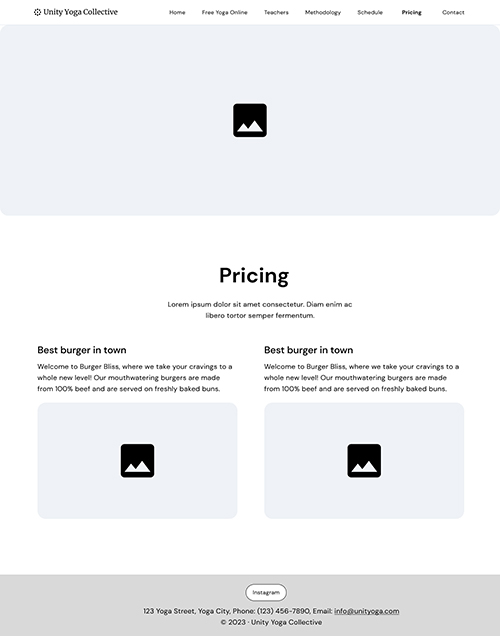 Unity Yoga Collective
Home
Free Yoga Online
Teachers
Methodology
Schedule
Pricing
Contact
Pricing
Lorem ipsum dolor sit amet consectetur. Diam enim ac
libero tortor semper fermentum.
Best burger in town
Welcome to Burger Bliss, where we take your cravings to a
whole new level! Our mouthwatering burgers are made
from 100% beef and are served on freshly baked buns.
Best burger in town
Welcome to Burger Bliss, where we take your cravings to a
whole new level! Our mouthwatering burgers are made
from 100% beef and are served on freshly baked buns.
Instagram
123 Yoga Street, Yoga City, Phone: (123) 456-7890, Email: info@unityoga.com
© 2023 · Unity Yoga Collective